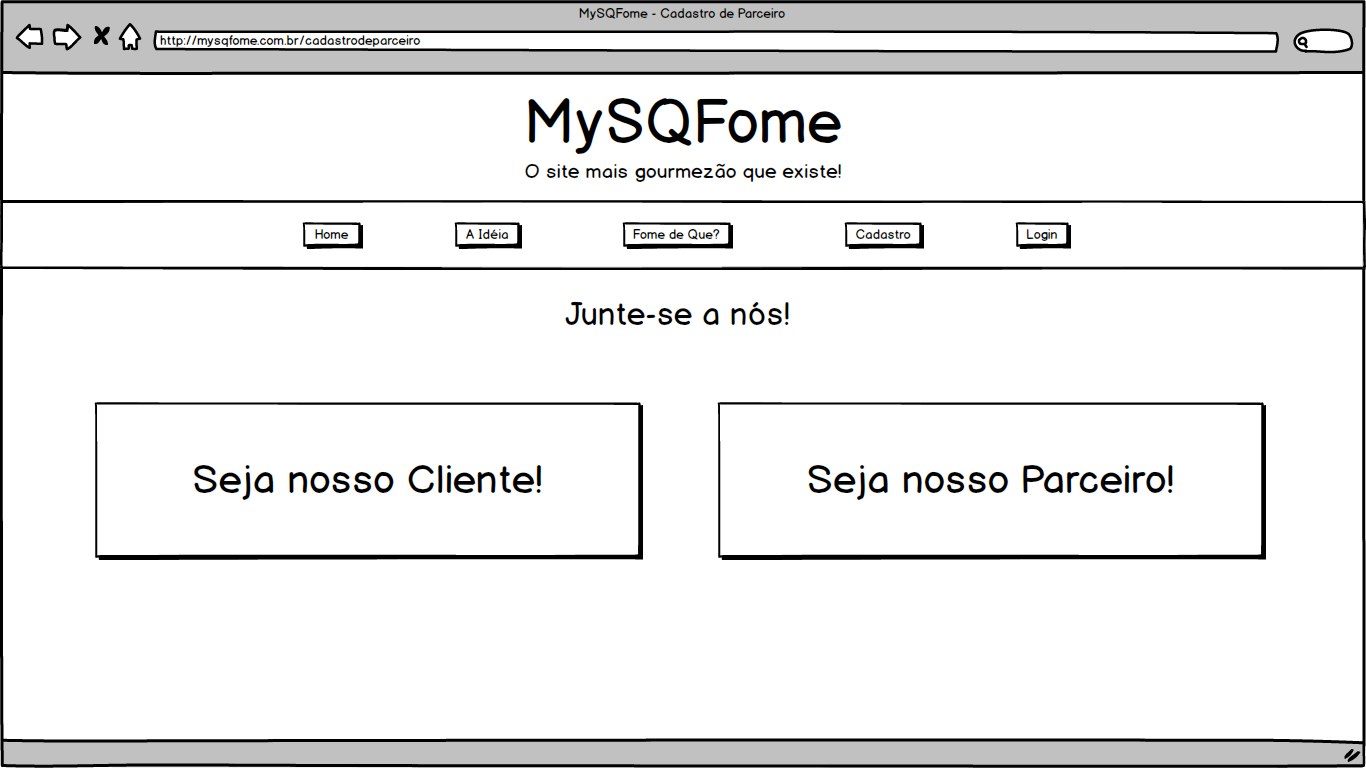 MySQFome - Cadastro de Parceiro
http://mysqfome.com.br/cadastrodeparceiro
MySQFome
O site mais gourmezão que existe!
Home A Idéia Fome de Que? Cadastro Login
Junte-se a nós!
Seja nosso Cliente! Seja nosso Parceiro!